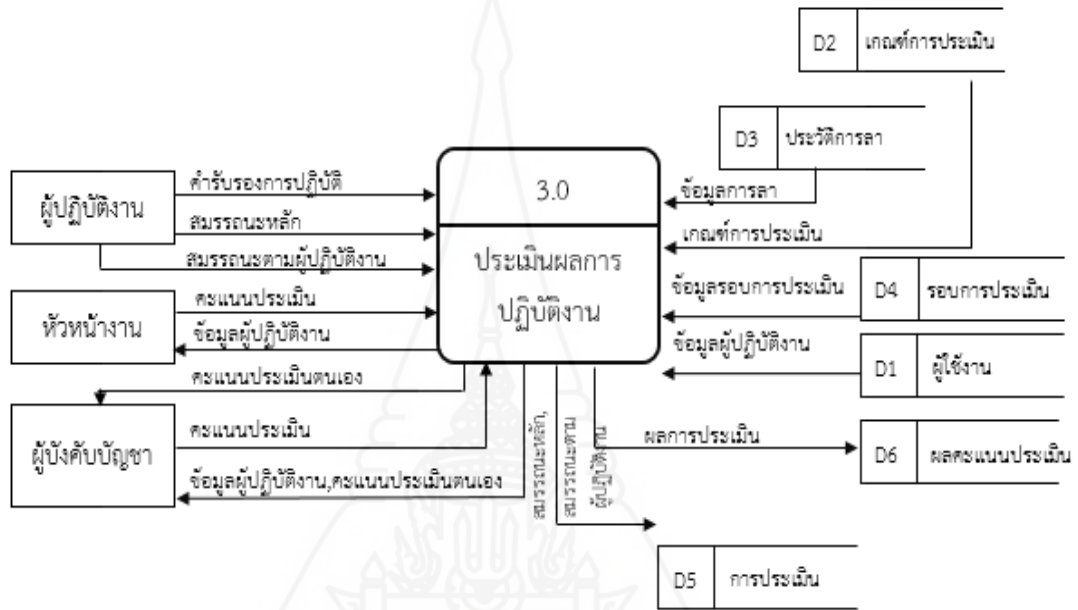 D2
เกณฑ์การประเมิน
D3
ประวัติการลา
3.0
คำรับรองการปฏิบัติ
ข้อมูลการลา
ผู้ปฏิบัติงาน
สมรรถนะหลัก
เกณฑ์การประเมิน
สมรรถนะตามผู้ปฏิบัติงาน
ประเมินผลการ
ปฏิบัติงาน
คะแนนประเมิน
ข้อมูลรอบการประเมิน
D4
รอบการประเมิน
หัวหน้างาน
ข้อมูลผู้ปฏิบัติงาน
ข้อมูลผู้ปฏิบัติงาน
D1
ผู้ใช้งาน
คะแนนประเมินตนเอง
ผู้บังคับบัญชา
คะแนนประเมิน
ผลการประเมิน
D6
ผลคะแนนประเมิน
ข้อมูลผู้ปฏิบัติงาน,คะแนนประเมินตนเอง
สมรรถนะหลัก,
สมรรถนะตาม
ผู้ปฏิบัติงาน
D5
การประเมิน